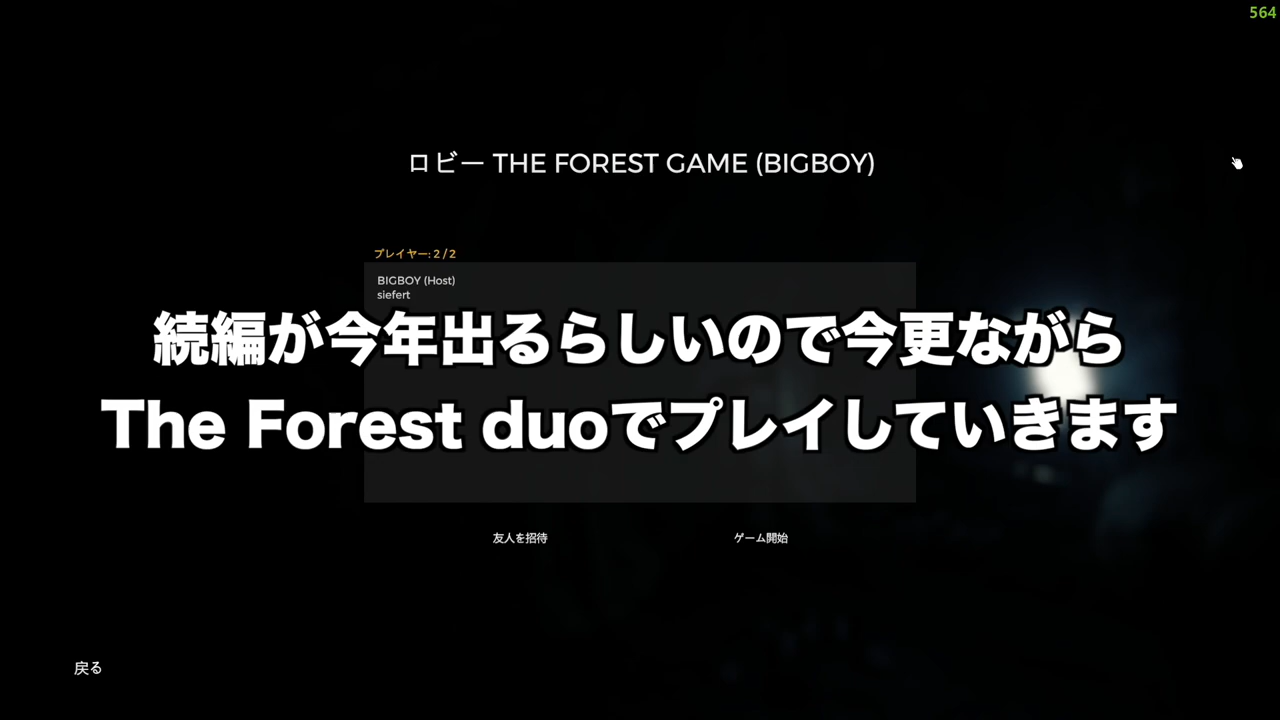 564
ロビー THE FOREST GAME (BIGBOY)
プレイヤー: 2 / 2
BIGBOY (Host)
siefert
続編が今年出るらしいので今更ながら
The Forest duoでプレイしていきます
友人を招待
ゲーム開始
戻る